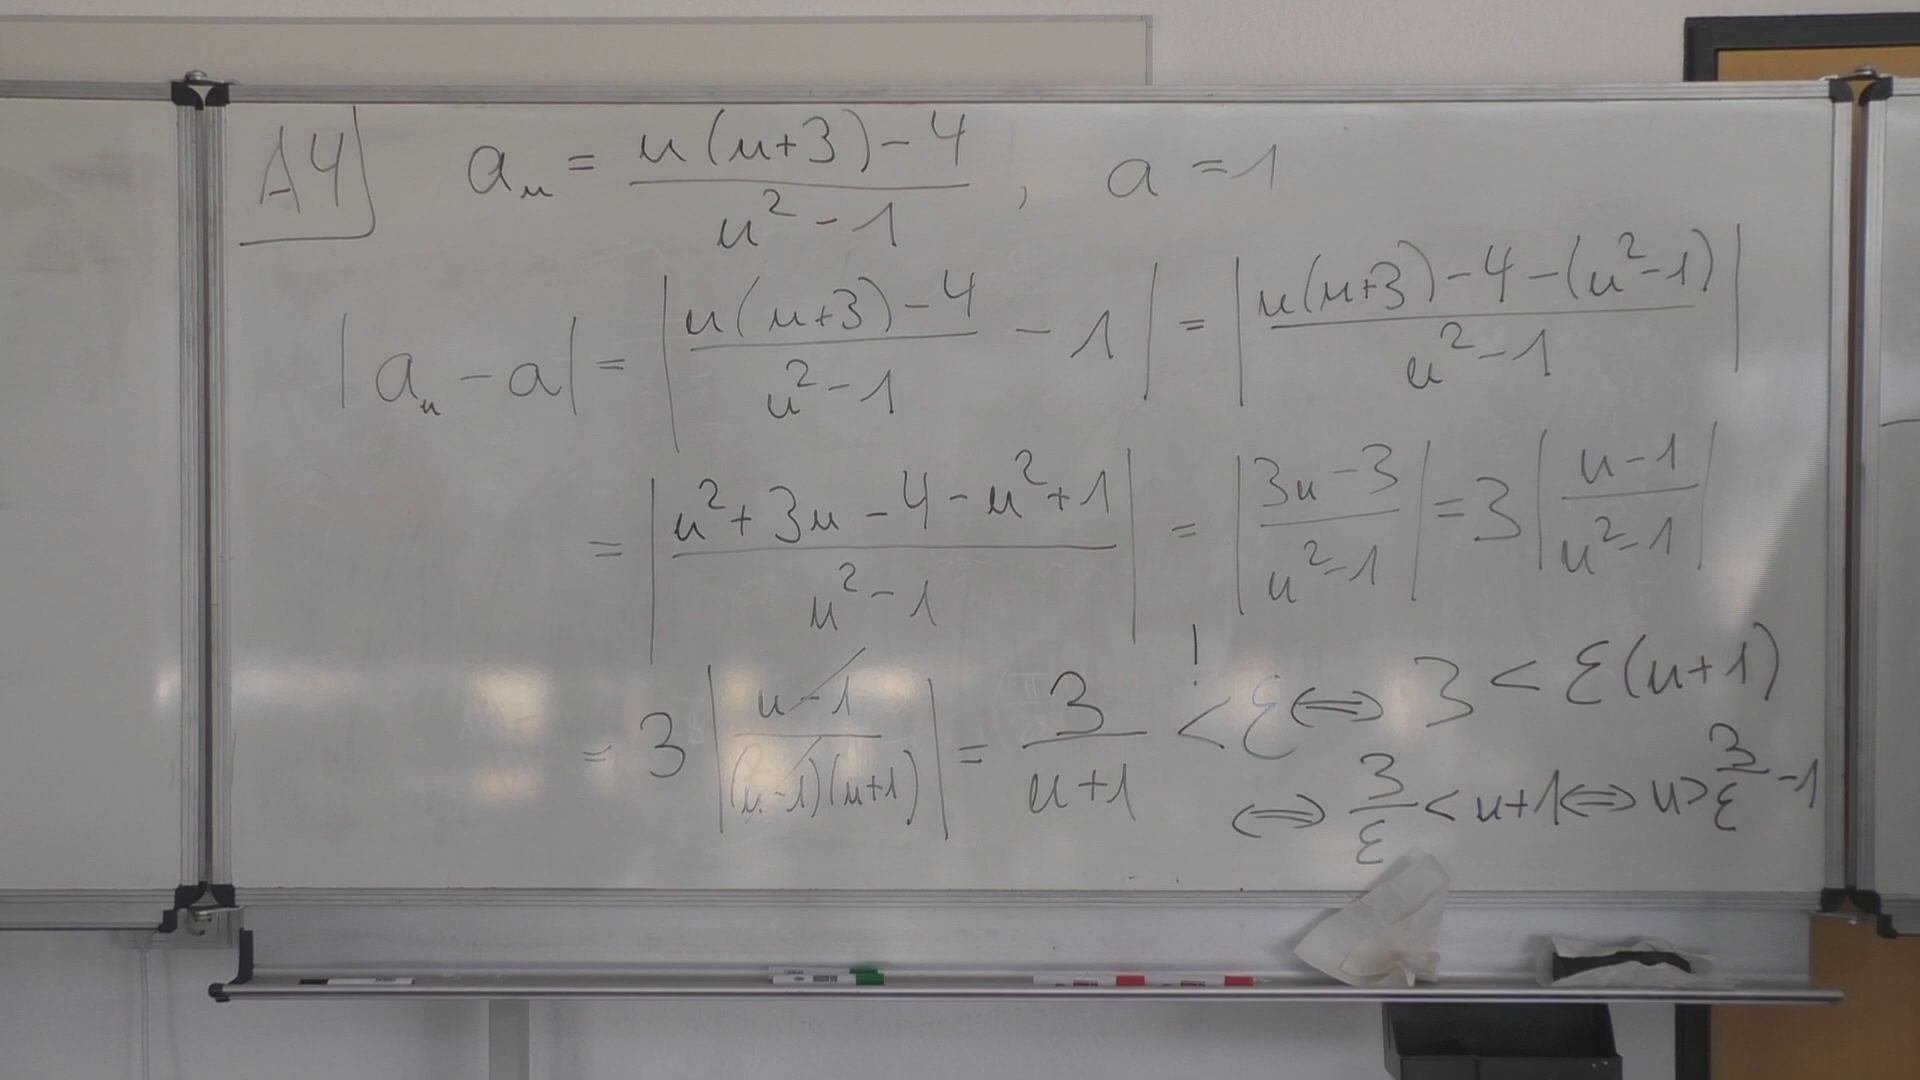 A4 a_n = (n(n+3)-4)/(n²-1) , a = 1
|a_n - a| = |(n(n+3)-4)/(n²-1) - 1| = |(n(n+3)-4-(n²-1))/(n²-1)|
= |(n²+3n-4-n²+1)/(n²-1)| = |(3n-3)/(n²-1)| = 3|(n-1)/(n²-1)|
= 3|(n-1)/((n-1)(n+1))| = 3/(n+1) <! ε ⇔ 3 < ε(n+1)
⇔ 3/ε < n+1 ⇔ n > 3/ε - 1